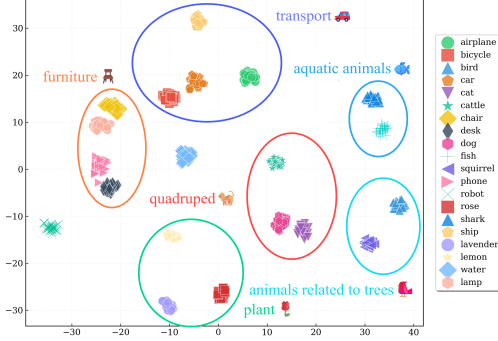 transport
aquatic animals
furniture
quadruped
animals related to trees
plant
30
20
10
0
−10
−20
−30
−30
−20
−10
0
10
20
30
40
airplane
bicycle
bird
car
cat
cattle
chair
desk
dog
fish
squirrel
phone
robot
rose
shark
ship
lavender
lemon
water
lamp